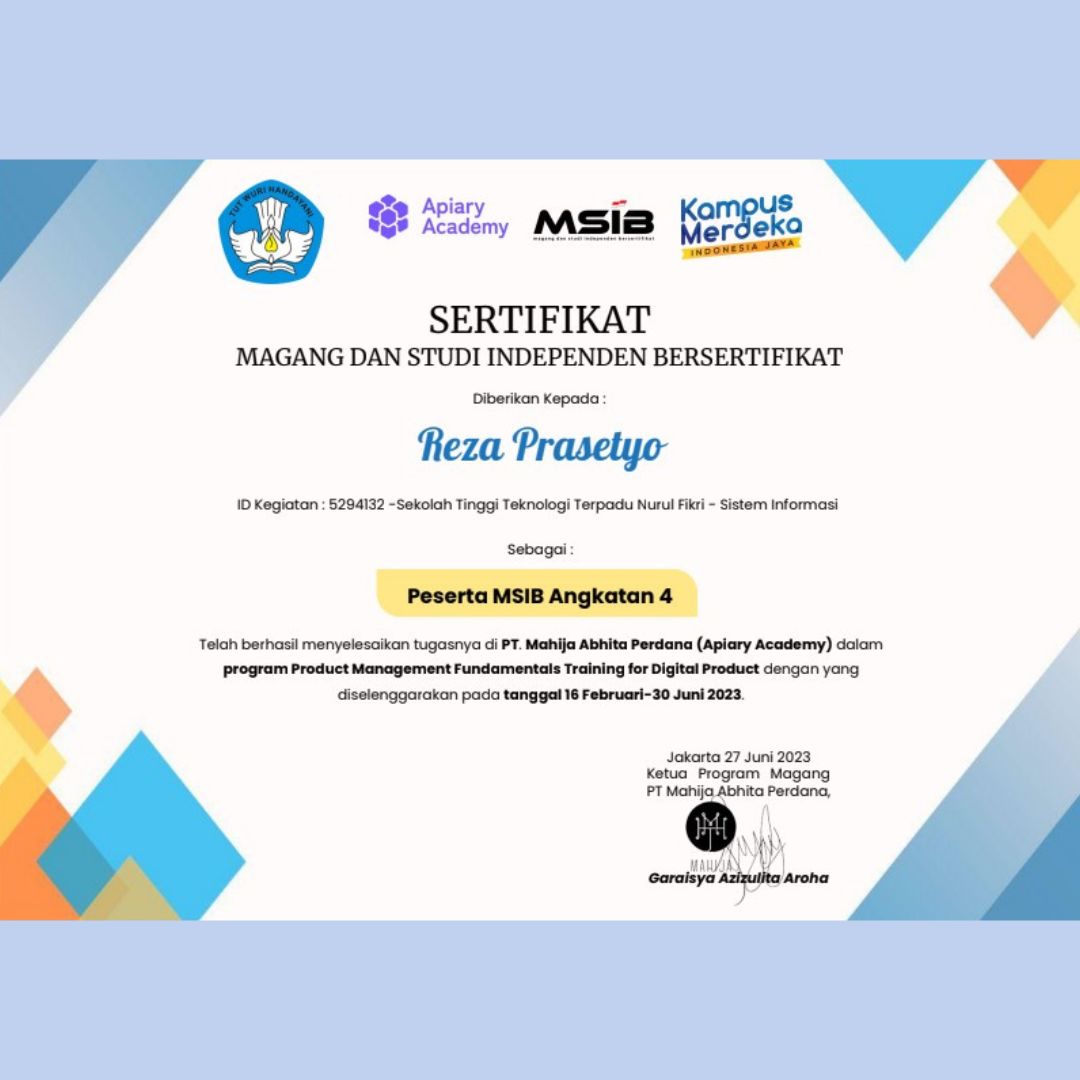 TUT WURI HANDAYANI
Apiary
Academy
MSIB
magang dan studi independen bersertifikat
Kampus
Merdeka
INDONESIA JAYA
SERTIFIKAT
MAGANG DAN STUDI INDEPENDEN BERSERTIFIKAT
Diberikan Kepada :
Reza Prasetyo
ID Kegiatan : 5294132 -Sekolah Tinggi Teknologi Terpadu Nurul Fikri - Sistem Informasi
Sebagai :
Peserta MSIB Angkatan 4
Telah berhasil menyelesaikan tugasnya di PT. Mahija Abhita Perdana (Apiary Academy) dalam
program Product Management Fundamentals Training for Digital Product dengan yang
diselenggarakan pada tanggal 16 Februari-30 Juni 2023.
Jakarta 27 Juni 2023
Ketua Program Magang
PT Mahija Abhita Perdana,
MAHIJA
Garaisya Azizulita Aroha